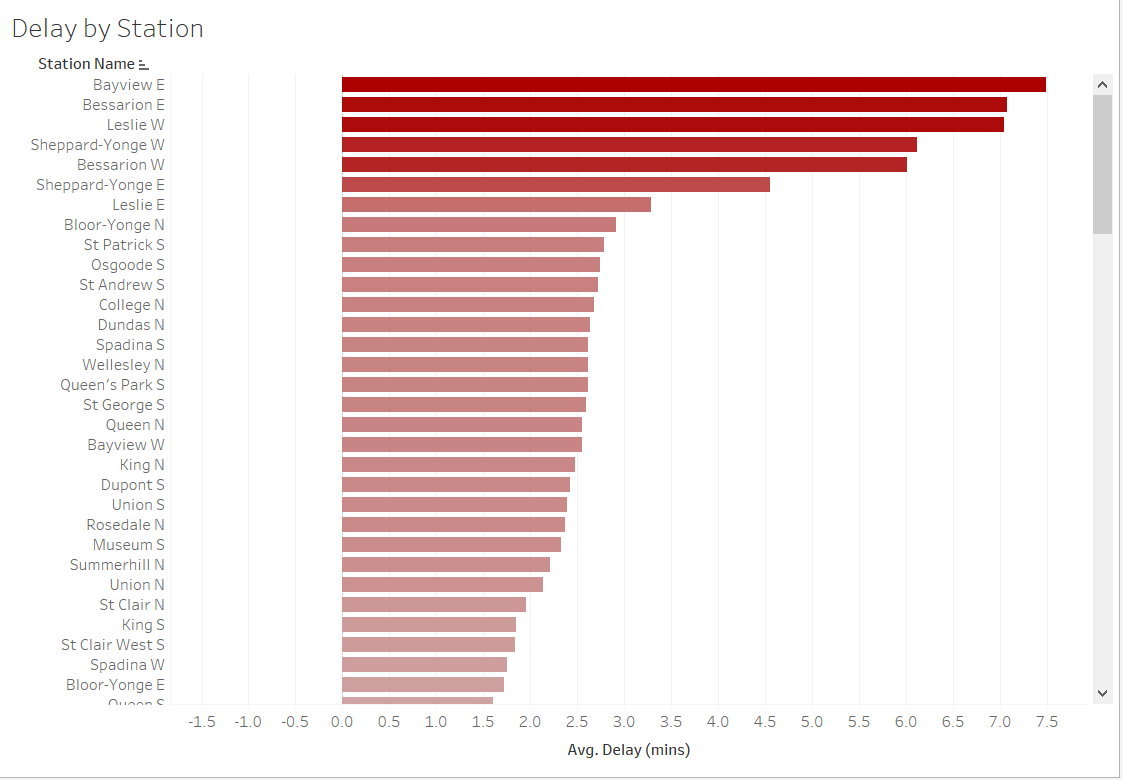 Delay by Station
Station Name
Bayview E
Bessarion E
Leslie W
Sheppard-Yonge W
Bessarion W
Sheppard-Yonge E
Leslie E
Bloor-Yonge N
St Patrick S
Osgoode S
St Andrew S
College N
Dundas N
Spadina S
Wellesley N
Queen's Park S
St George S
Queen N
Bayview W
King N
Dupont S
Union S
Rosedale N
Museum S
Summerhill N
Union N
St Clair N
King S
St Clair West S
Spadina W
Bloor-Yonge E
Queen S
-1.5 -1.0 -0.5 0.0 0.5 1.0 1.5 2.0 2.5 3.0 3.5 4.0 4.5 5.0 5.5 6.0 6.5 7.0 7.5
Avg. Delay (mins)